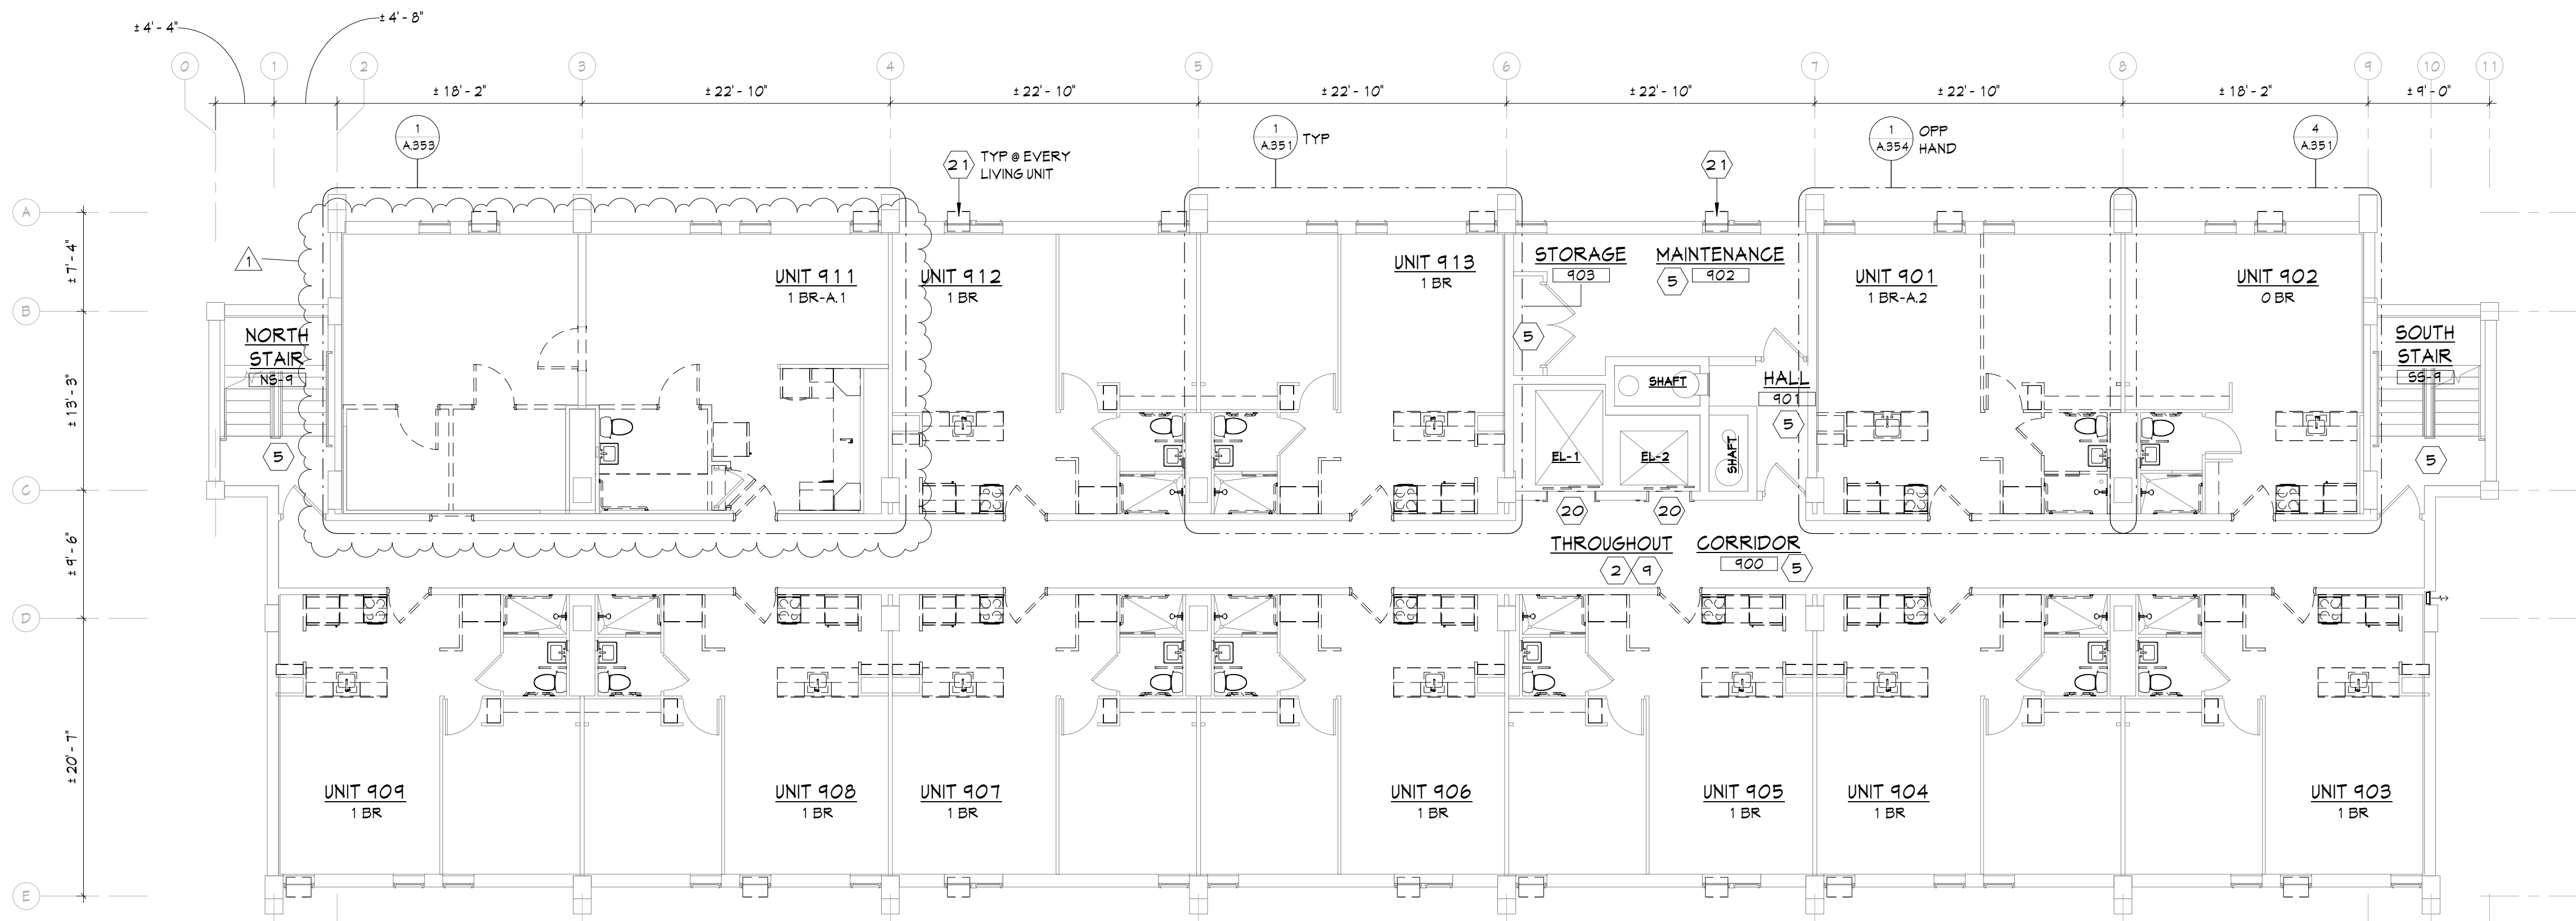 ± 4' - 4"
± 4' - 8"
0
1
2
3
4
5
6
7
8
9
10
11
± 18' - 2"
± 22' - 10"
± 22' - 10"
± 22' - 10"
± 22' - 10"
± 22' - 10"
± 18' - 2"
± 9' - 0"
1
A.353
21
TYP @ EVERY
LIVING UNIT
1
A.351
TYP
21
1
A.354
OPP
HAND
4
A.351
A
B
C
D
E
± 7' - 4"
± 13' - 3"
± 9' - 6"
± 20' - 7"
1
NORTH
STAIR
NS-9
5
UNIT 911
1 BR-A.1
UNIT 912
1 BR
UNIT 913
1 BR
STORAGE
903
5
MAINTENANCE
5
902
SHAFT
HALL
901
5
EL-1
EL-2
SHAFT
20
20
UNIT 901
1 BR-A.2
UNIT 902
0 BR
SOUTH
STAIR
SS-9
5
THROUGHOUT
2
9
CORRIDOR
900
5
UNIT 909
1 BR
UNIT 908
1 BR
UNIT 907
1 BR
UNIT 906
1 BR
UNIT 905
1 BR
UNIT 904
1 BR
UNIT 903
1 BR